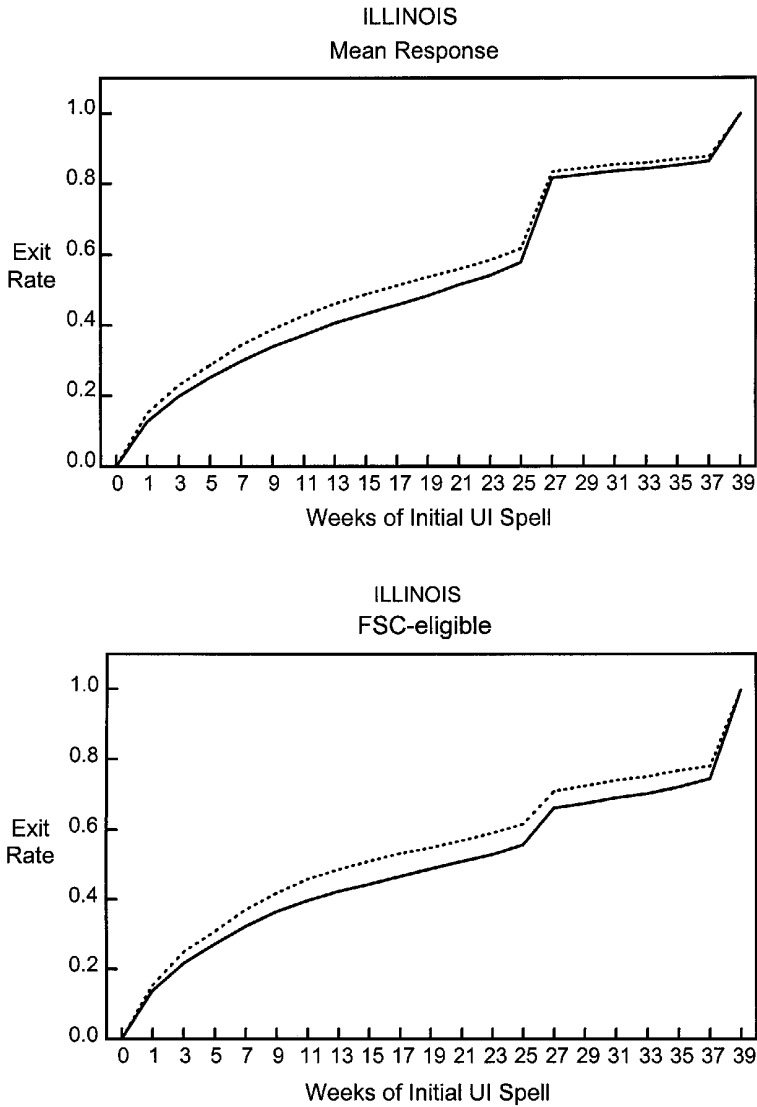 ILLINOIS
Mean Response
1.0
0.8
0.6
Exit
Rate
0.4
0.2
0.0
0 1 3 5 7 9 11 13 15 17 19 21 23 25 27 29 31 33 35 37 39
Weeks of Initial UI Spell
ILLINOIS
FSC-eligible
1.0
0.8
0.6
Exit
Rate
0.4
0.2
0.0
0 1 3 5 7 9 11 13 15 17 19 21 23 25 27 29 31 33 35 37 39
Weeks of Initial UI Spell